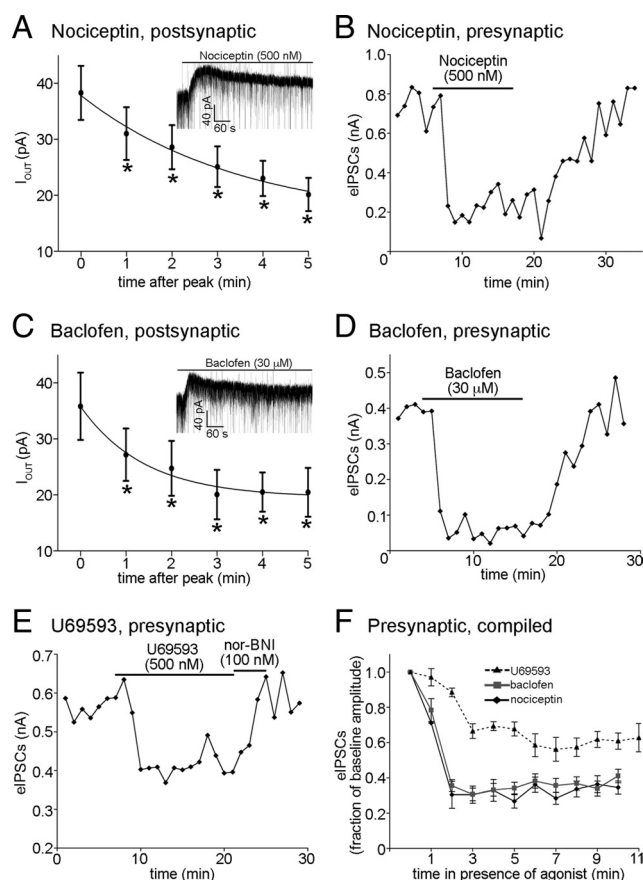 A Nociceptin, postsynaptic
Nociceptin (500 nM)
40 pA
60 s
IOUT (pA)
40
30
20
10
0 1 2 3 4 5
* * * * *
time after peak (min)
B Nociceptin, presynaptic
Nociceptin
(500 nM)
eIPSCs (nA)
1.0
0.8
0.6
0.4
0.2
0
10 20 30
time (min)
C Baclofen, postsynaptic
Baclofen (30 μM)
40 pA
60 s
IOUT (pA)
40
30
20
10
0 1 2 3 4 5
* * * * *
time after peak (min)
D Baclofen, presynaptic
Baclofen
(30 μM)
eIPSCs (nA)
0.5
0.4
0.3
0.2
0.1
0
0 10 20 30
time (min)
E U69593, presynaptic
U69593
(500 nM)
nor-BNI
(100 nM)
eIPSCs (nA)
0.7
0.6
0.5
0.4
0.2
0 10 20 30
time (min)
F Presynaptic, compiled
U69593
baclofen
nociceptin
eIPSCs
(fraction of baseline amplitude)
1.0
0.8
0.6
0.4
0.2
0
1 3 5 7 9 11
time in presence of agonist (min)